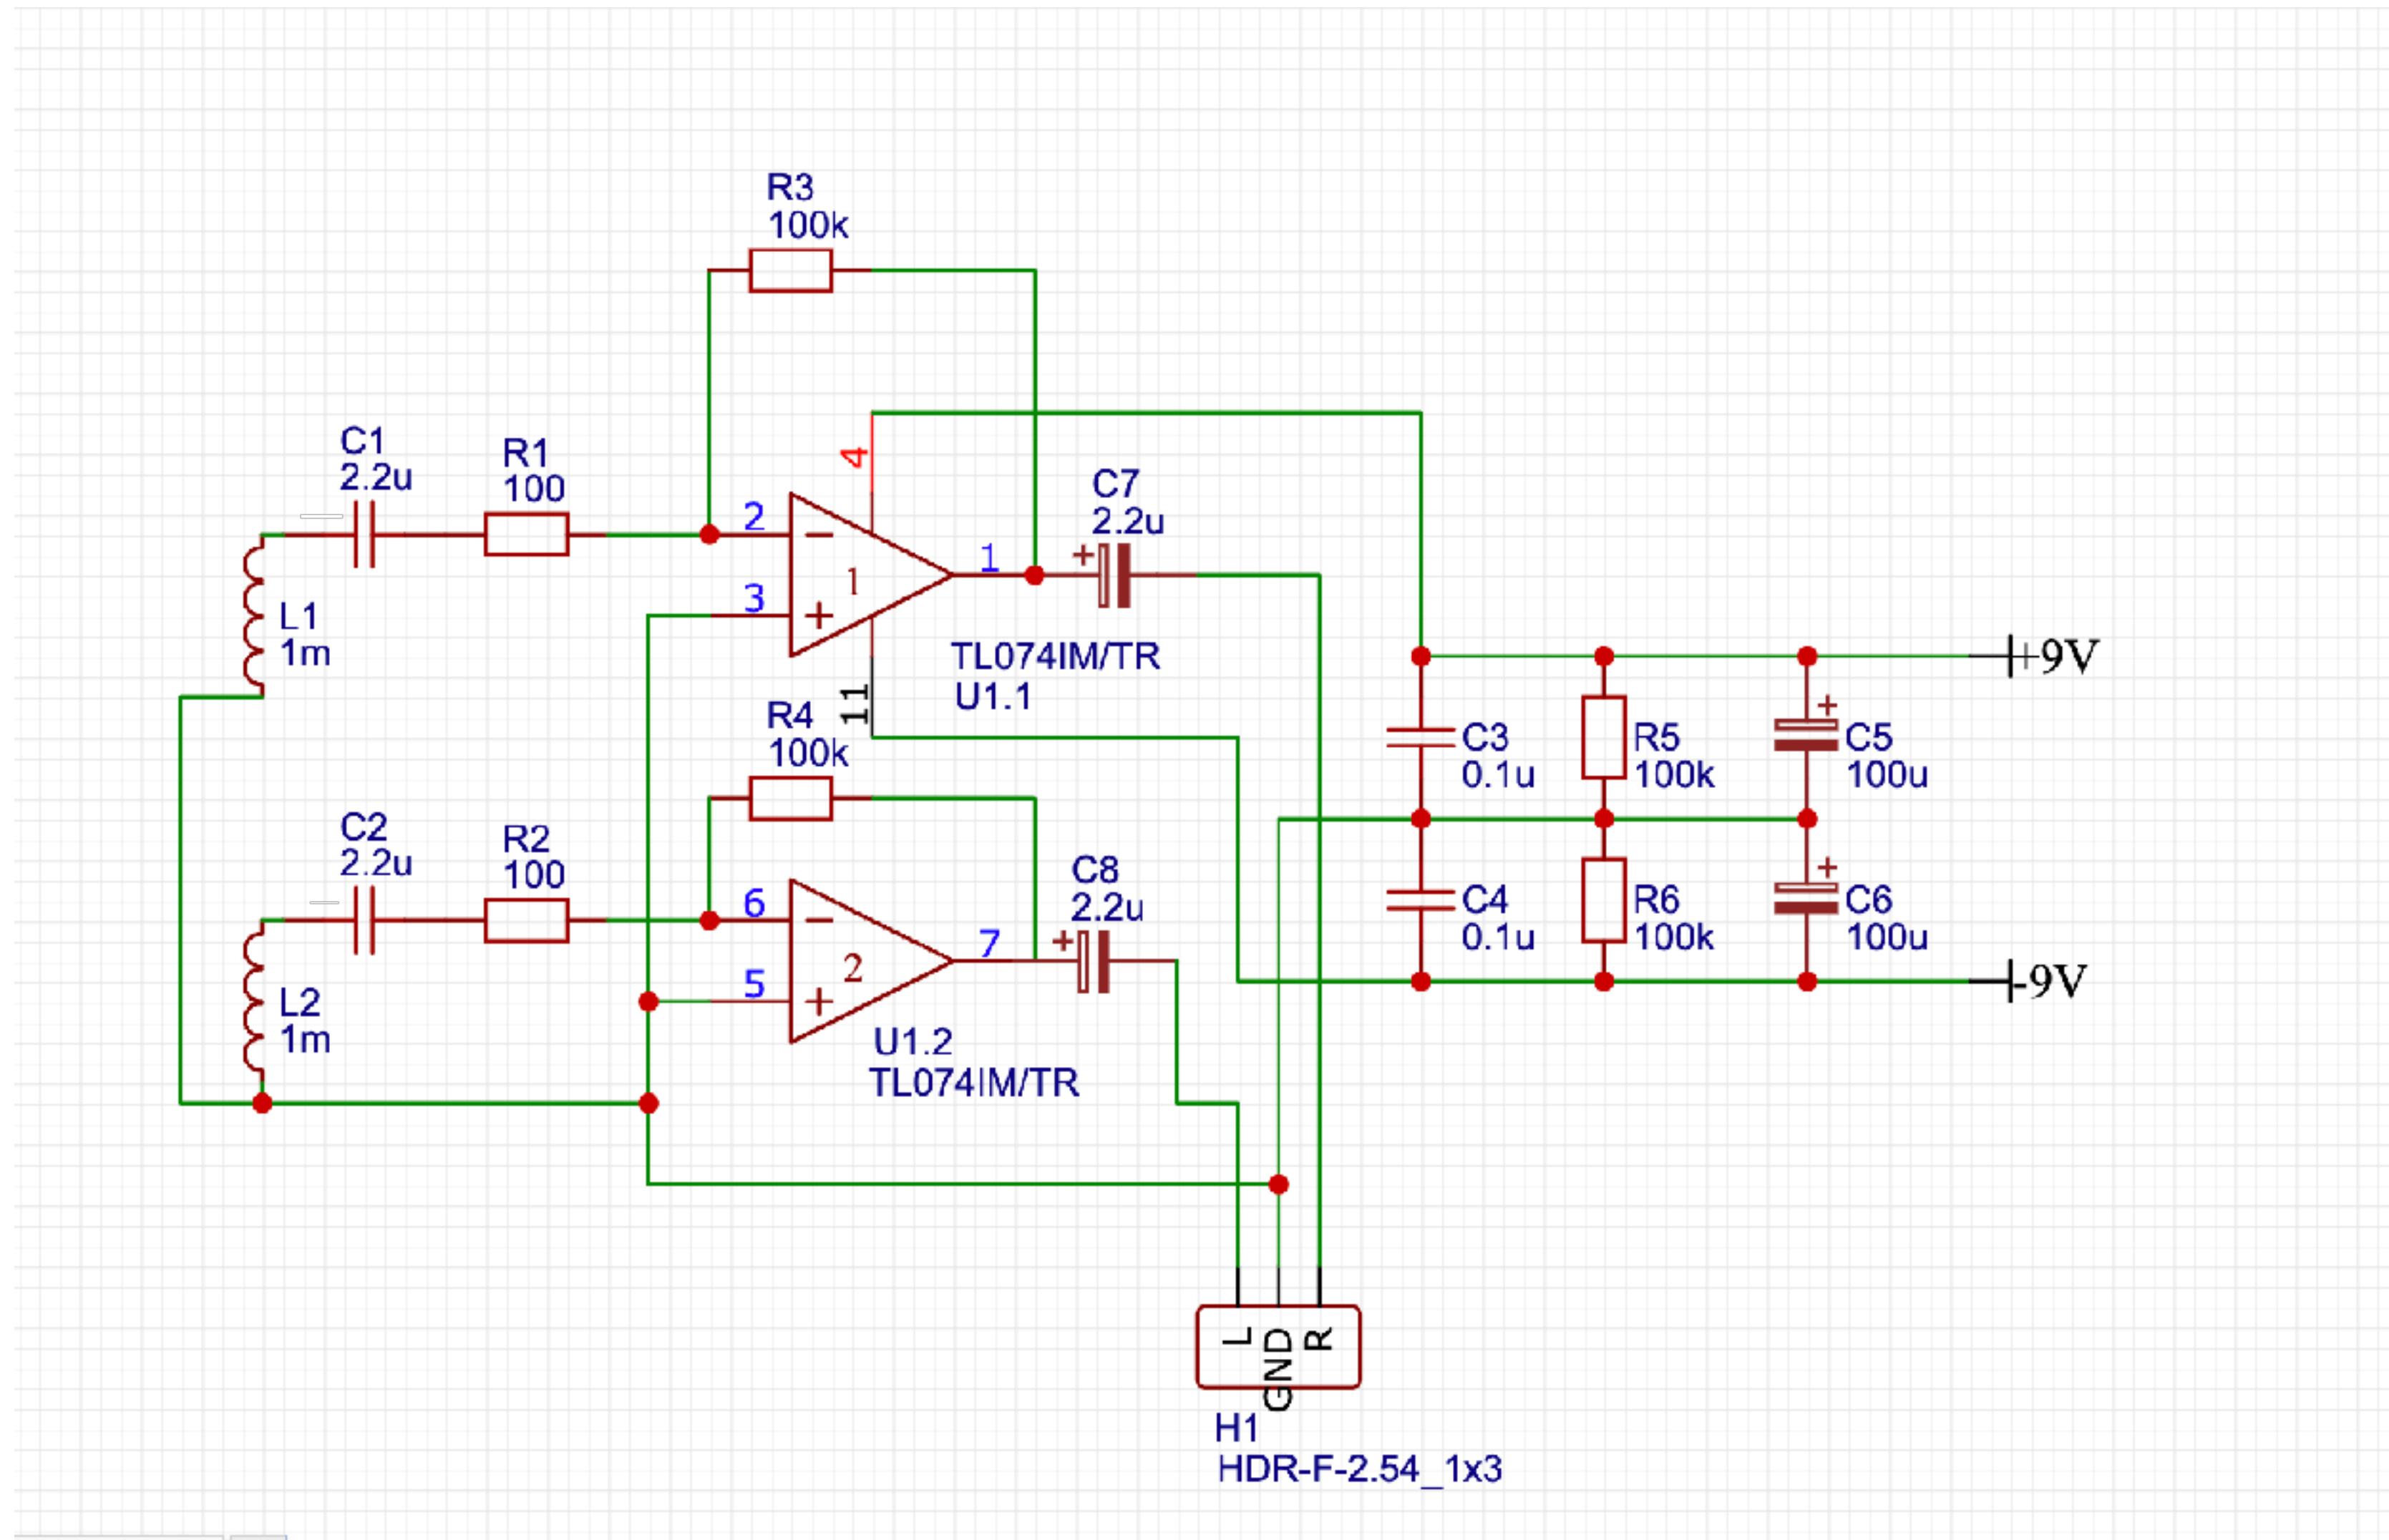 R3
100k
C1
2.2u
R1
100
4
2
3
1
1
11
C7
2.2u
L1
1m
TL074IM/TR
U1.1
+9V
R4
100k
C3
0.1u
R5
100k
C5
100u
C2
2.2u
R2
100
6
5
2
7
C8
2.2u
C4
0.1u
R6
100k
C6
100u
-9V
L2
1m
U1.2
TL074IM/TR
L
GND
R
H1
HDR-F-2.54_1x3